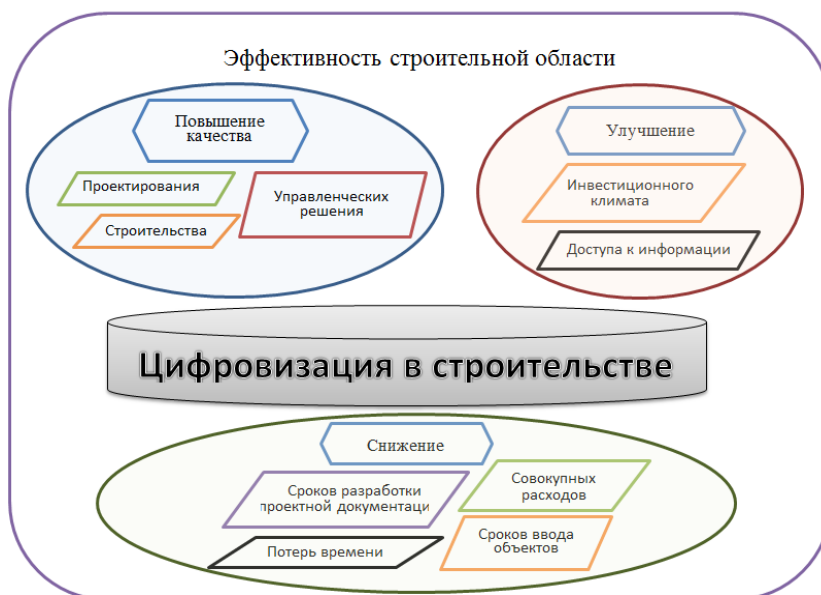 Эффективность строительной области
Повышение
качества
Проектирования
Строительства
Управленческих
решения
Улучшение
Инвестиционного
климата
Доступа к информации
Цифровизация в строительстве
Снижение
Сроков разработки
проектной документаци
Совокупных
расходов
Потерь времени
Сроков ввода
объектов